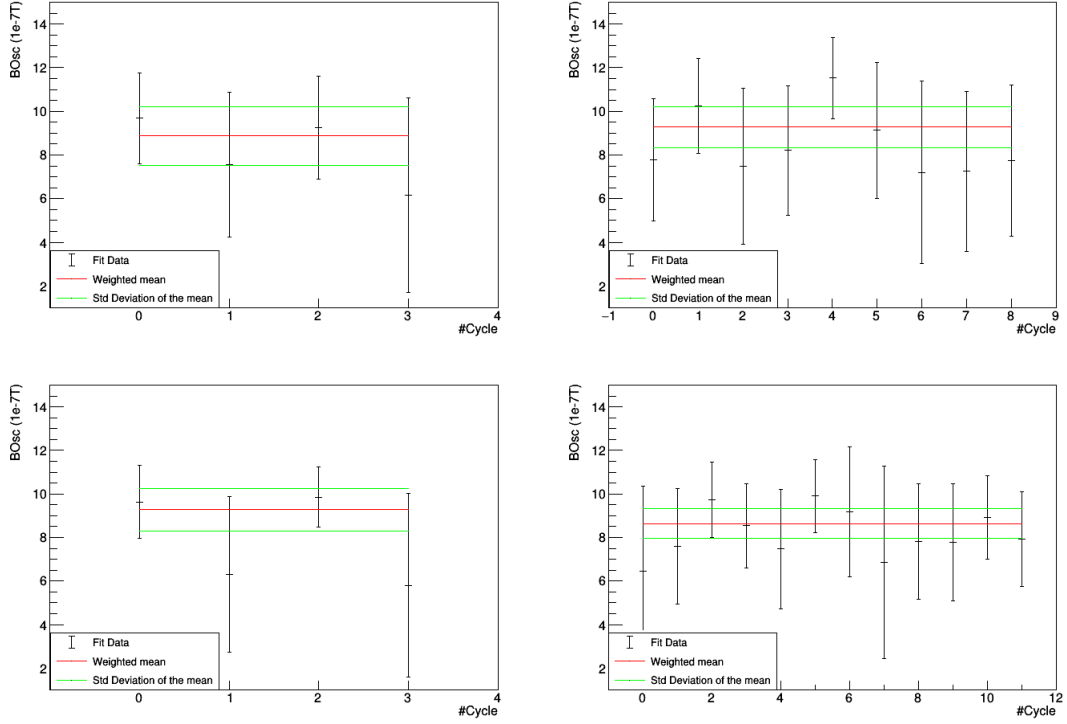 BOsc (1e-7T)
14
12
10
8
6
4
2
Fit Data
Weighted mean
Std Deviation of the mean
0 1 2 3 4
#Cycle
BOsc (1e-7T)
14
12
10
8
6
4
2
Fit Data
Weighted mean
Std Deviation of the mean
−1 0 1 2 3 4 5 6 7 8 9
#Cycle
BOsc (1e-7T)
14
12
10
8
6
4
2
Fit Data
Weighted mean
Std Deviation of the mean
0 1 2 3 4
#Cycle
BOsc (1e-7T)
14
12
10
8
6
4
2
Fit Data
Weighted mean
Std Deviation of the mean
0 2 4 6 8 10 12
#Cycle